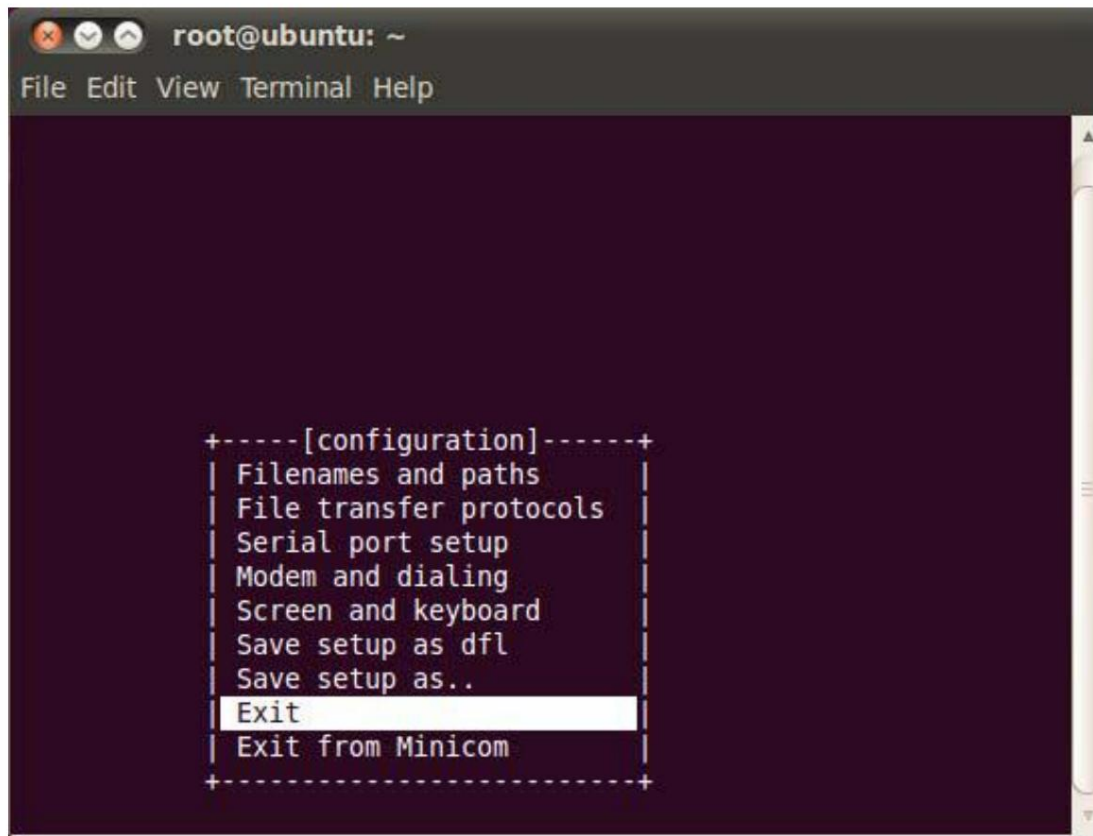 root@ubuntu: ~
File Edit View Terminal Help
+-----[configuration]------+
| Filenames and paths      |
| File transfer protocols  |
| Serial port setup        |
| Modem and dialing        |
| Screen and keyboard      |
| Save setup as dfl        |
| Save setup as..          |
| Exit                     |
| Exit from Minicom        |
+--------------------------+